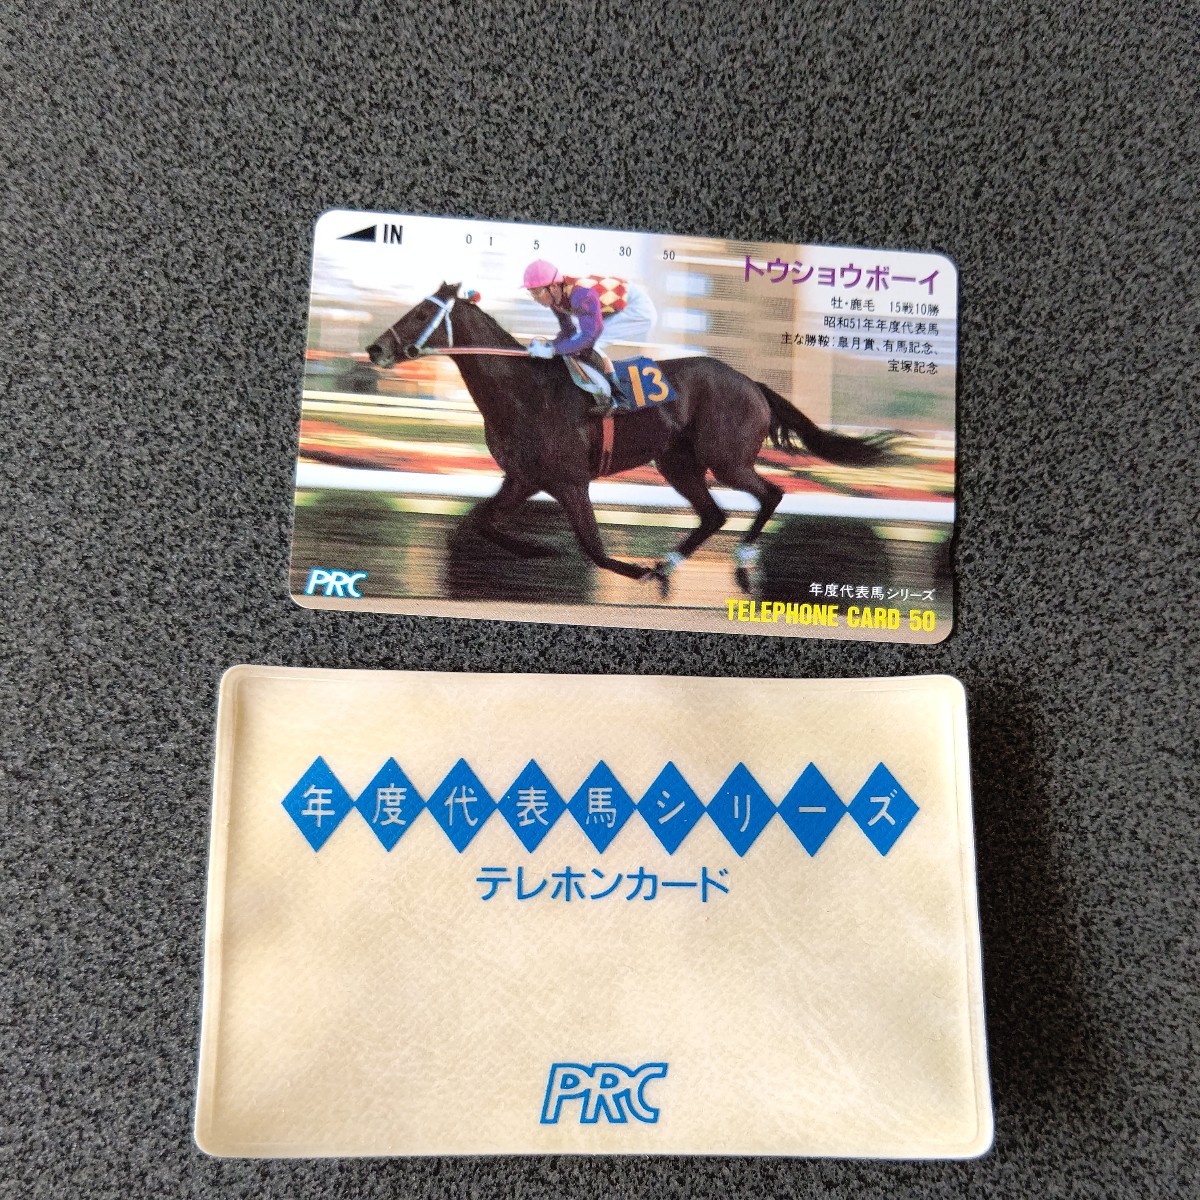 IN
0 1 5 10 30 50
トウショウボーイ
牡・鹿毛 15戦10勝
昭和51年年度代表馬
主な勝鞍:皐月賞、有馬記念、
宝塚記念
13
PRC
年度代表馬シリーズ
TELEPHONE CARD 50
年度代表馬シリーズ
テレホンカード
PRC